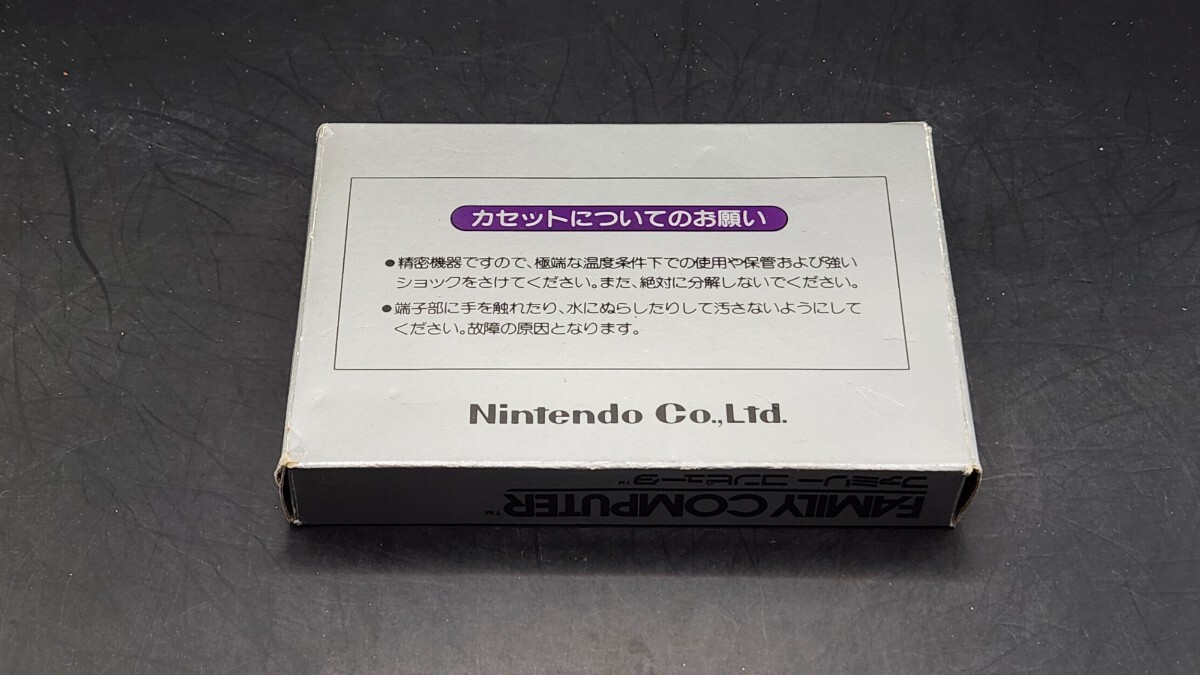 カセットについてのお願い
●精密機器ですので、極端な温度条件下での使用や保管および強い
ショックをさけてください。また、絶対に分解しないでください。
●端子部に手を触れたり、水にぬらしたりして汚さないようにして
ください。故障の原因となります。
Nintendo Co.,Ltd.
ファミリー コンピュータ™
FAMILY COMPUTER™